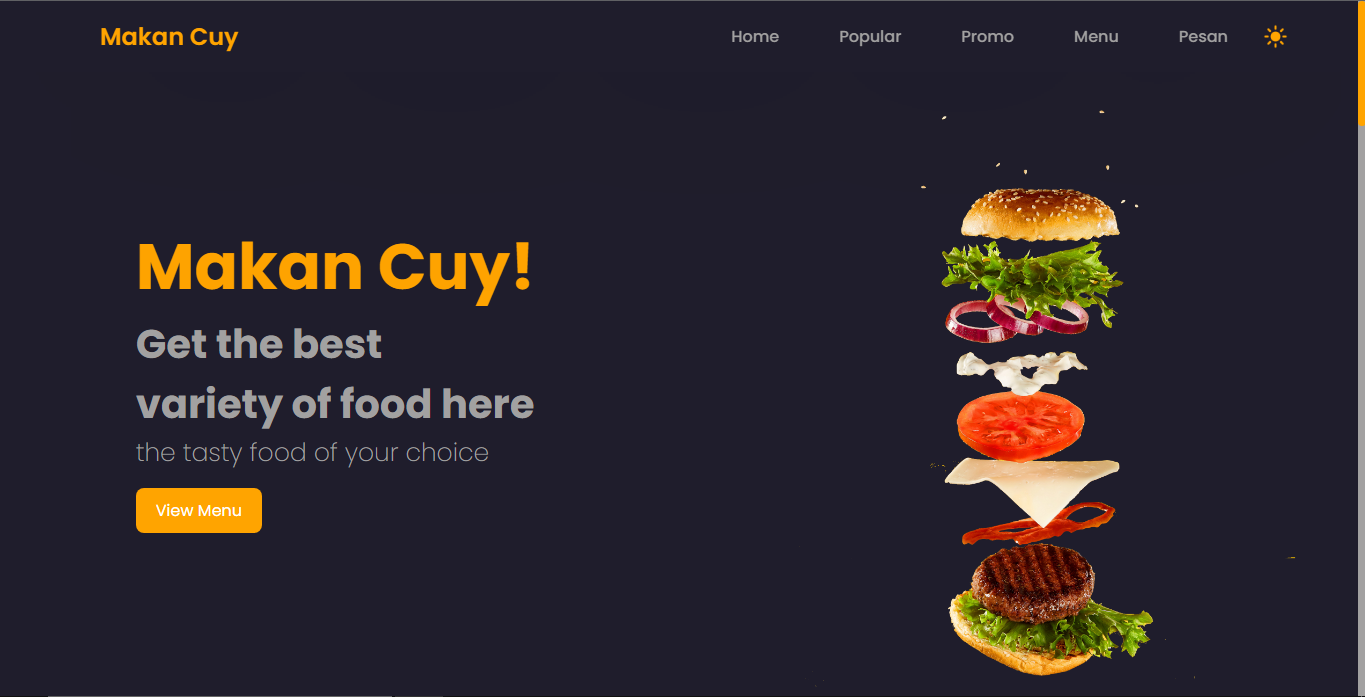 Makan Cuy
Home
Popular
Promo
Menu
Pesan
Makan Cuy!
Get the best
variety of food here
the tasty food of your choice
View Menu